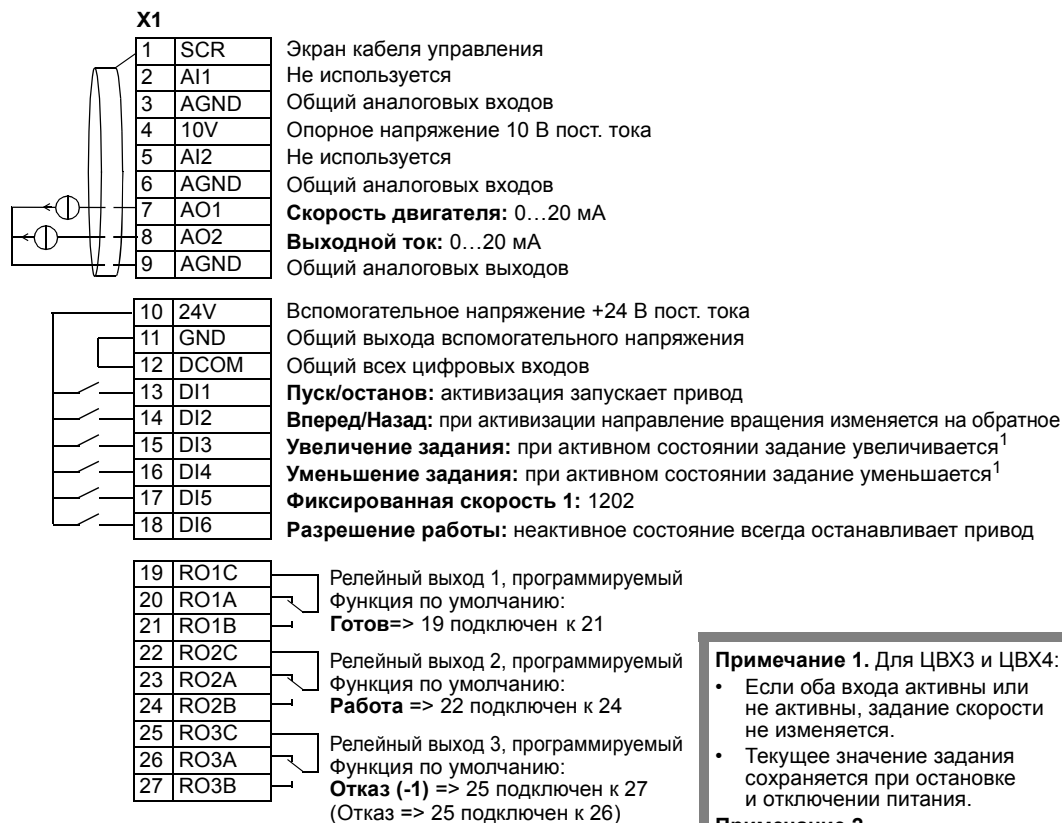 X1
1 SCR Экран кабеля управления
2 AI1 Не используется
3 AGND Общий аналоговых входов
4 10V Опорное напряжение 10 В пост. тока
5 AI2 Не используется
6 AGND Общий аналоговых входов
7 AO1 Скорость двигателя: 0…20 мА
8 AO2 Выходной ток: 0…20 мА
9 AGND Общий аналоговых выходов
10 24V Вспомогательное напряжение +24 В пост. тока
11 GND Общий выхода вспомогательного напряжения
12 DCOM Общий всех цифровых входов
13 DI1 Пуск/останов: активизация запускает привод
14 DI2 Вперед/Назад: при активизации направление вращения изменяется на обратное
15 DI3 Увеличение задания: при активном состоянии задание увеличивается1
16 DI4 Уменьшение задания: при активном состоянии задание уменьшается1
17 DI5 Фиксированная скорость 1: 1202
18 DI6 Разрешение работы: неактивное состояние всегда останавливает привод
19 RO1C Релейный выход 1, программируемый
20 RO1A Функция по умолчанию:
21 RO1B Готов=> 19 подключен к 21
22 RO2C Релейный выход 2, программируемый
23 RO2A Функция по умолчанию:
24 RO2B Работа => 22 подключен к 24
25 RO3C Релейный выход 3, программируемый
26 RO3A Функция по умолчанию:
27 RO3B Отказ (-1) => 25 подключен к 27
(Отказ => 25 подключен к 26)
Примечание 1. Для ЦВХ3 и ЦВХ4:
• Если оба входа активны или
не активны, задание скорости
не изменяется.
• Текущее значение задания
сохраняется при остановке
и отключении питания.